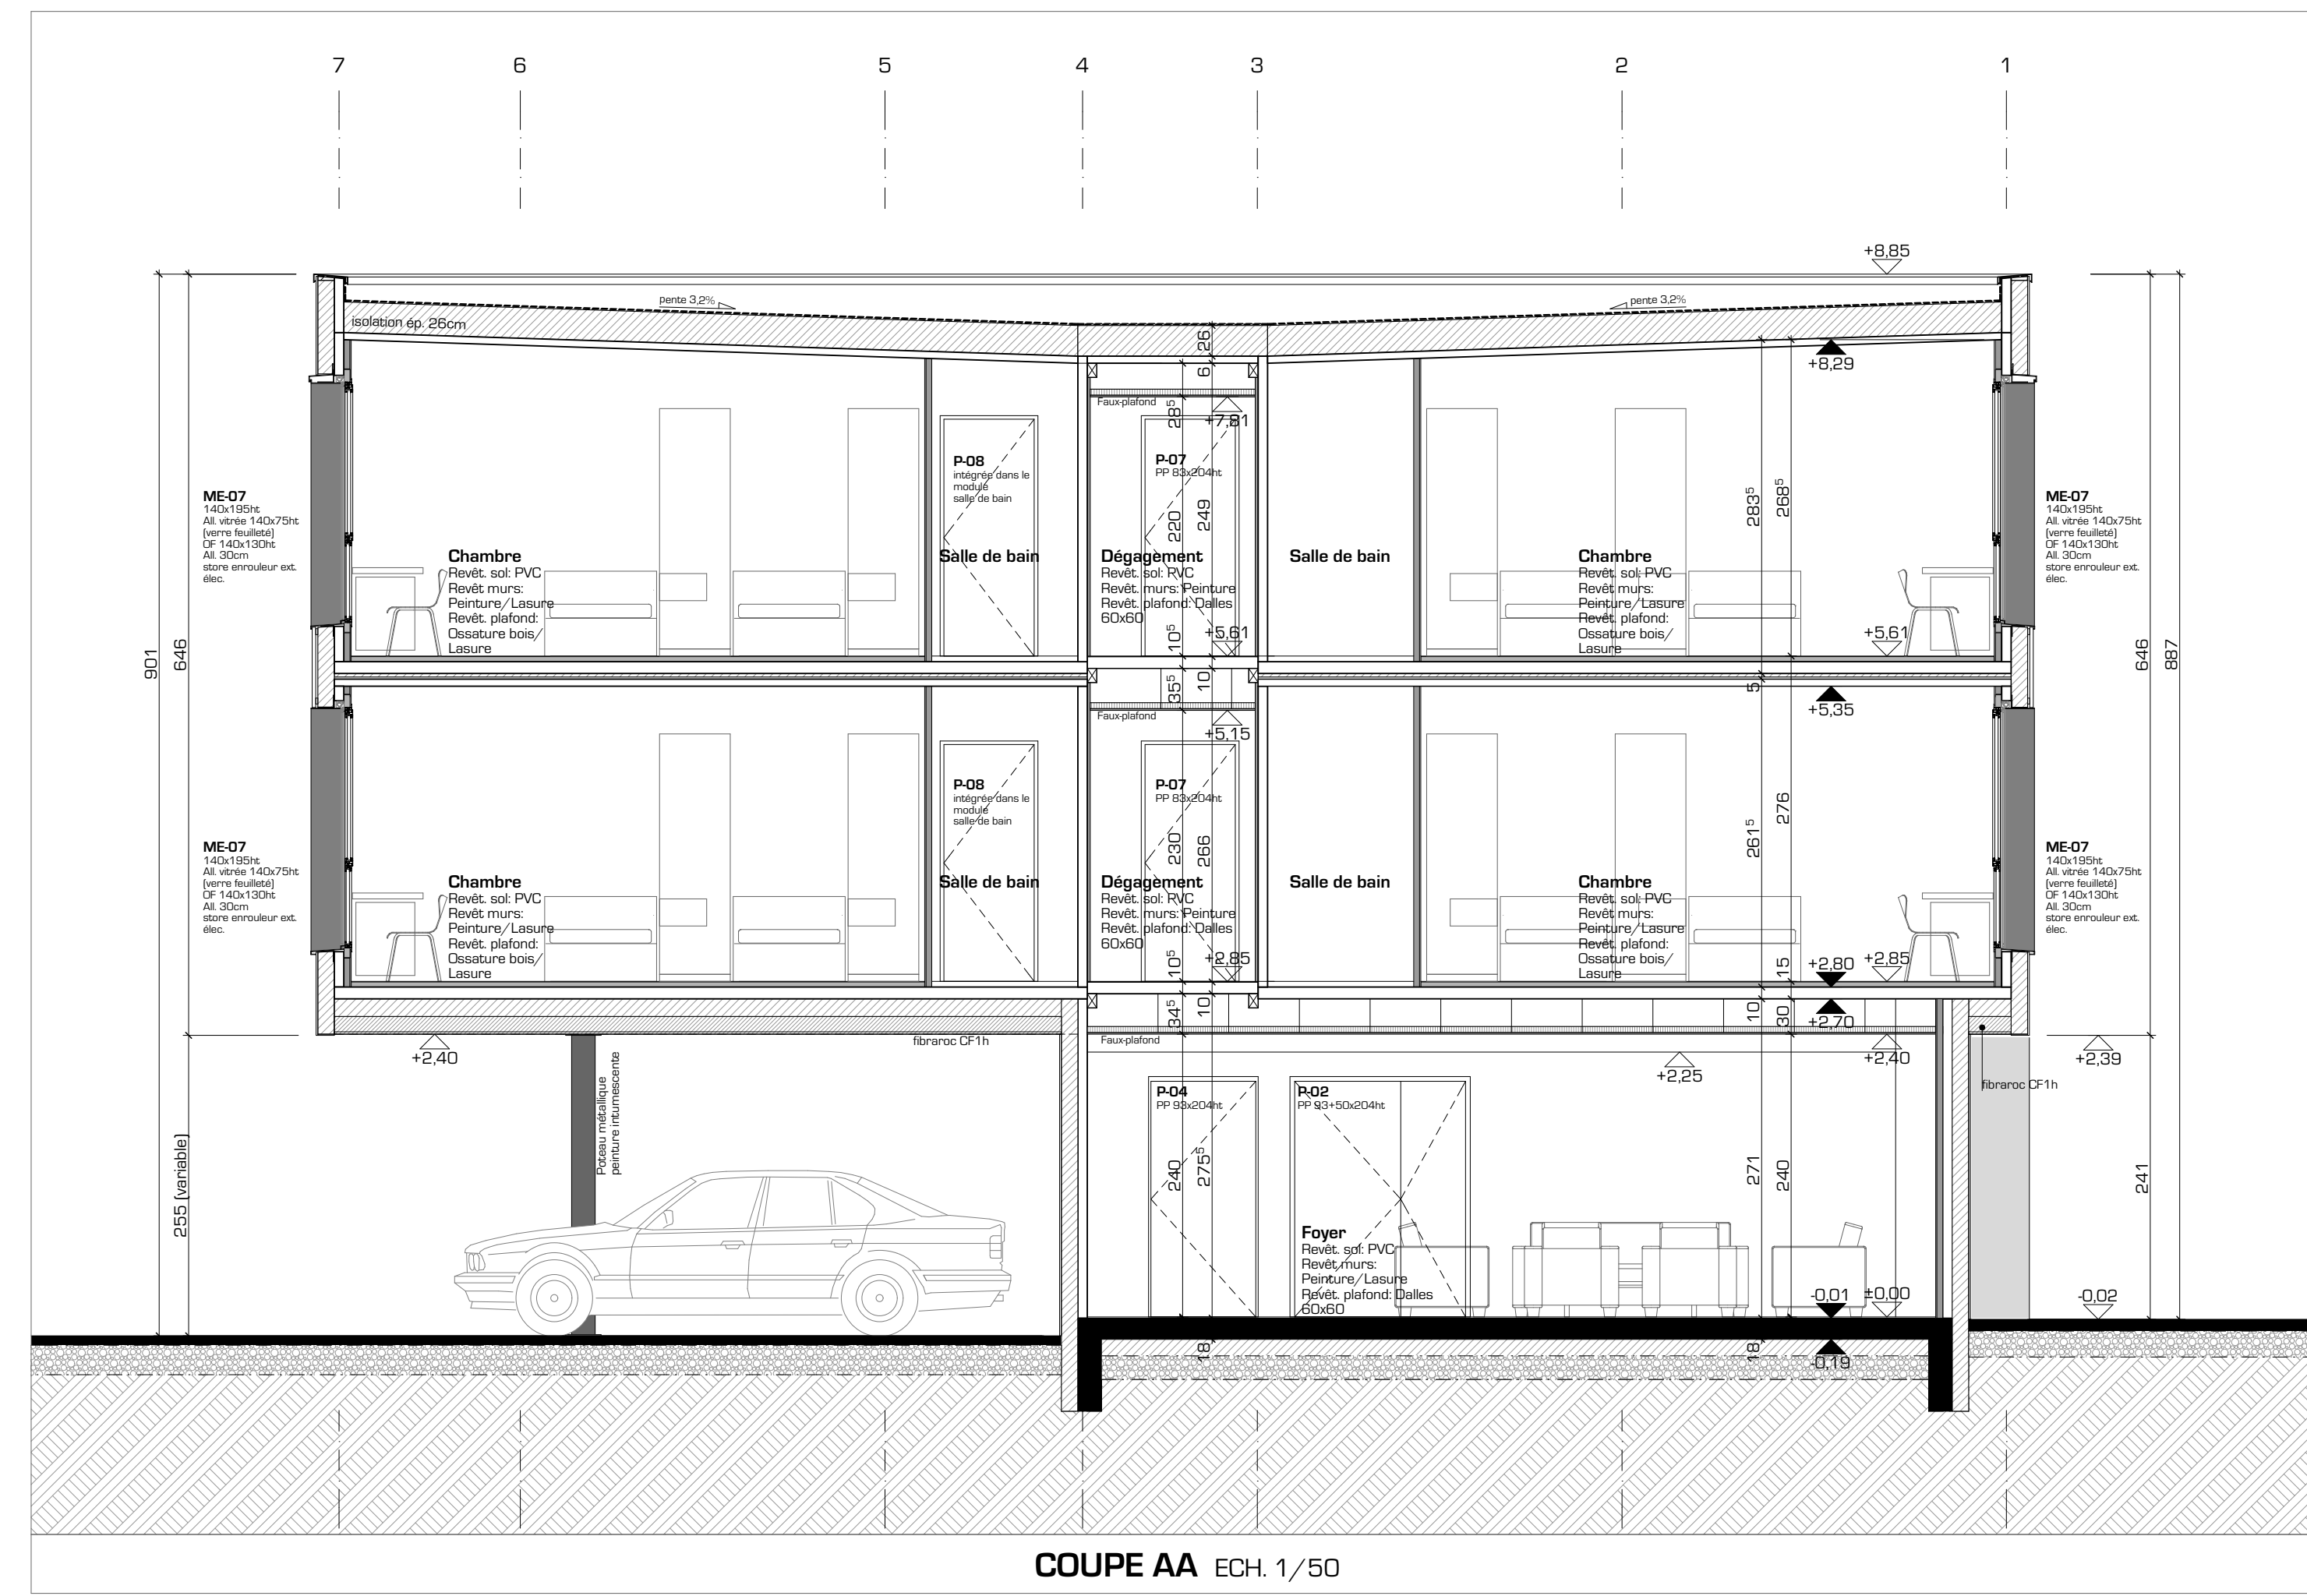 7
6
5
4
3
2
1
+8,85
pente 3,2%
pente 3,2%
isolation ép. 26cm
26
6
+8,29
Faux-plafond
28⁵
+7,81
P-08
intégrée dans le
module
salle de bain
P-07
PP 83x204ht
ME-07
140x195ht
All. vitrée 140x75ht
(verre feuilleté)
OF 140x130ht
All. 30cm
store enrouleur ext.
élec.
220
249
283⁵
268⁵
ME-07
140x195ht
All. vitrée 140x75ht
(verre feuilleté)
OF 140x130ht
All. 30cm
store enrouleur ext.
élec.
Chambre
Revêt. sol: PVC
Revêt murs:
Peinture/Lasure
Revêt. plafond:
Ossature bois/
Lasure
Salle de bain
Dégagement
Revêt. sol: PVC
Revêt. murs: Peinture
Revêt. plafond: Dalles
60x60
Salle de bain
Chambre
Revêt. sol: PVC
Revêt murs:
Peinture/Lasure
Revêt. plafond:
Ossature bois/
Lasure
10⁵
+5,61
+5,61
901
646
646
887
35⁵
10
5
+5,35
Faux-plafond
+5,15
P-08
intégrée dans le
module
salle de bain
P-07
PP 83x204ht
ME-07
140x195ht
All. vitrée 140x75ht
(verre feuilleté)
OF 140x130ht
All. 30cm
store enrouleur ext.
élec.
230
266
261⁵
276
ME-07
140x195ht
All. vitrée 140x75ht
(verre feuilleté)
OF 140x130ht
All. 30cm
store enrouleur ext.
élec.
Chambre
Revêt. sol: PVC
Revêt murs:
Peinture/Lasure
Revêt. plafond:
Ossature bois/
Lasure
Salle de bain
Dégagement
Revêt. sol: PVC
Revêt. murs: Peinture
Revêt. plafond: Dalles
60x60
Salle de bain
Chambre
Revêt. sol: PVC
Revêt murs:
Peinture/Lasure
Revêt. plafond:
Ossature bois/
Lasure
10⁵
+2,85
15
+2,80
+2,85
34⁵
10
10
30
+2,70
+2,40
fibraroc CF1h
Faux-plafond
+2,25
+2,40
+2,39
fibraroc CF1h
Poteau métallique
peinture intumescente
P-04
PP 93x204ht
P-02
PP 93+50x204ht
255 (variable)
240
275⁵
271
240
241
Foyer
Revêt. sol: PVC
Revêt murs:
Peinture/Lasure
Revêt. plafond: Dalles
60x60
-0,01
±0,00
-0,02
18
18
-0,19
COUPE AA ECH. 1/50